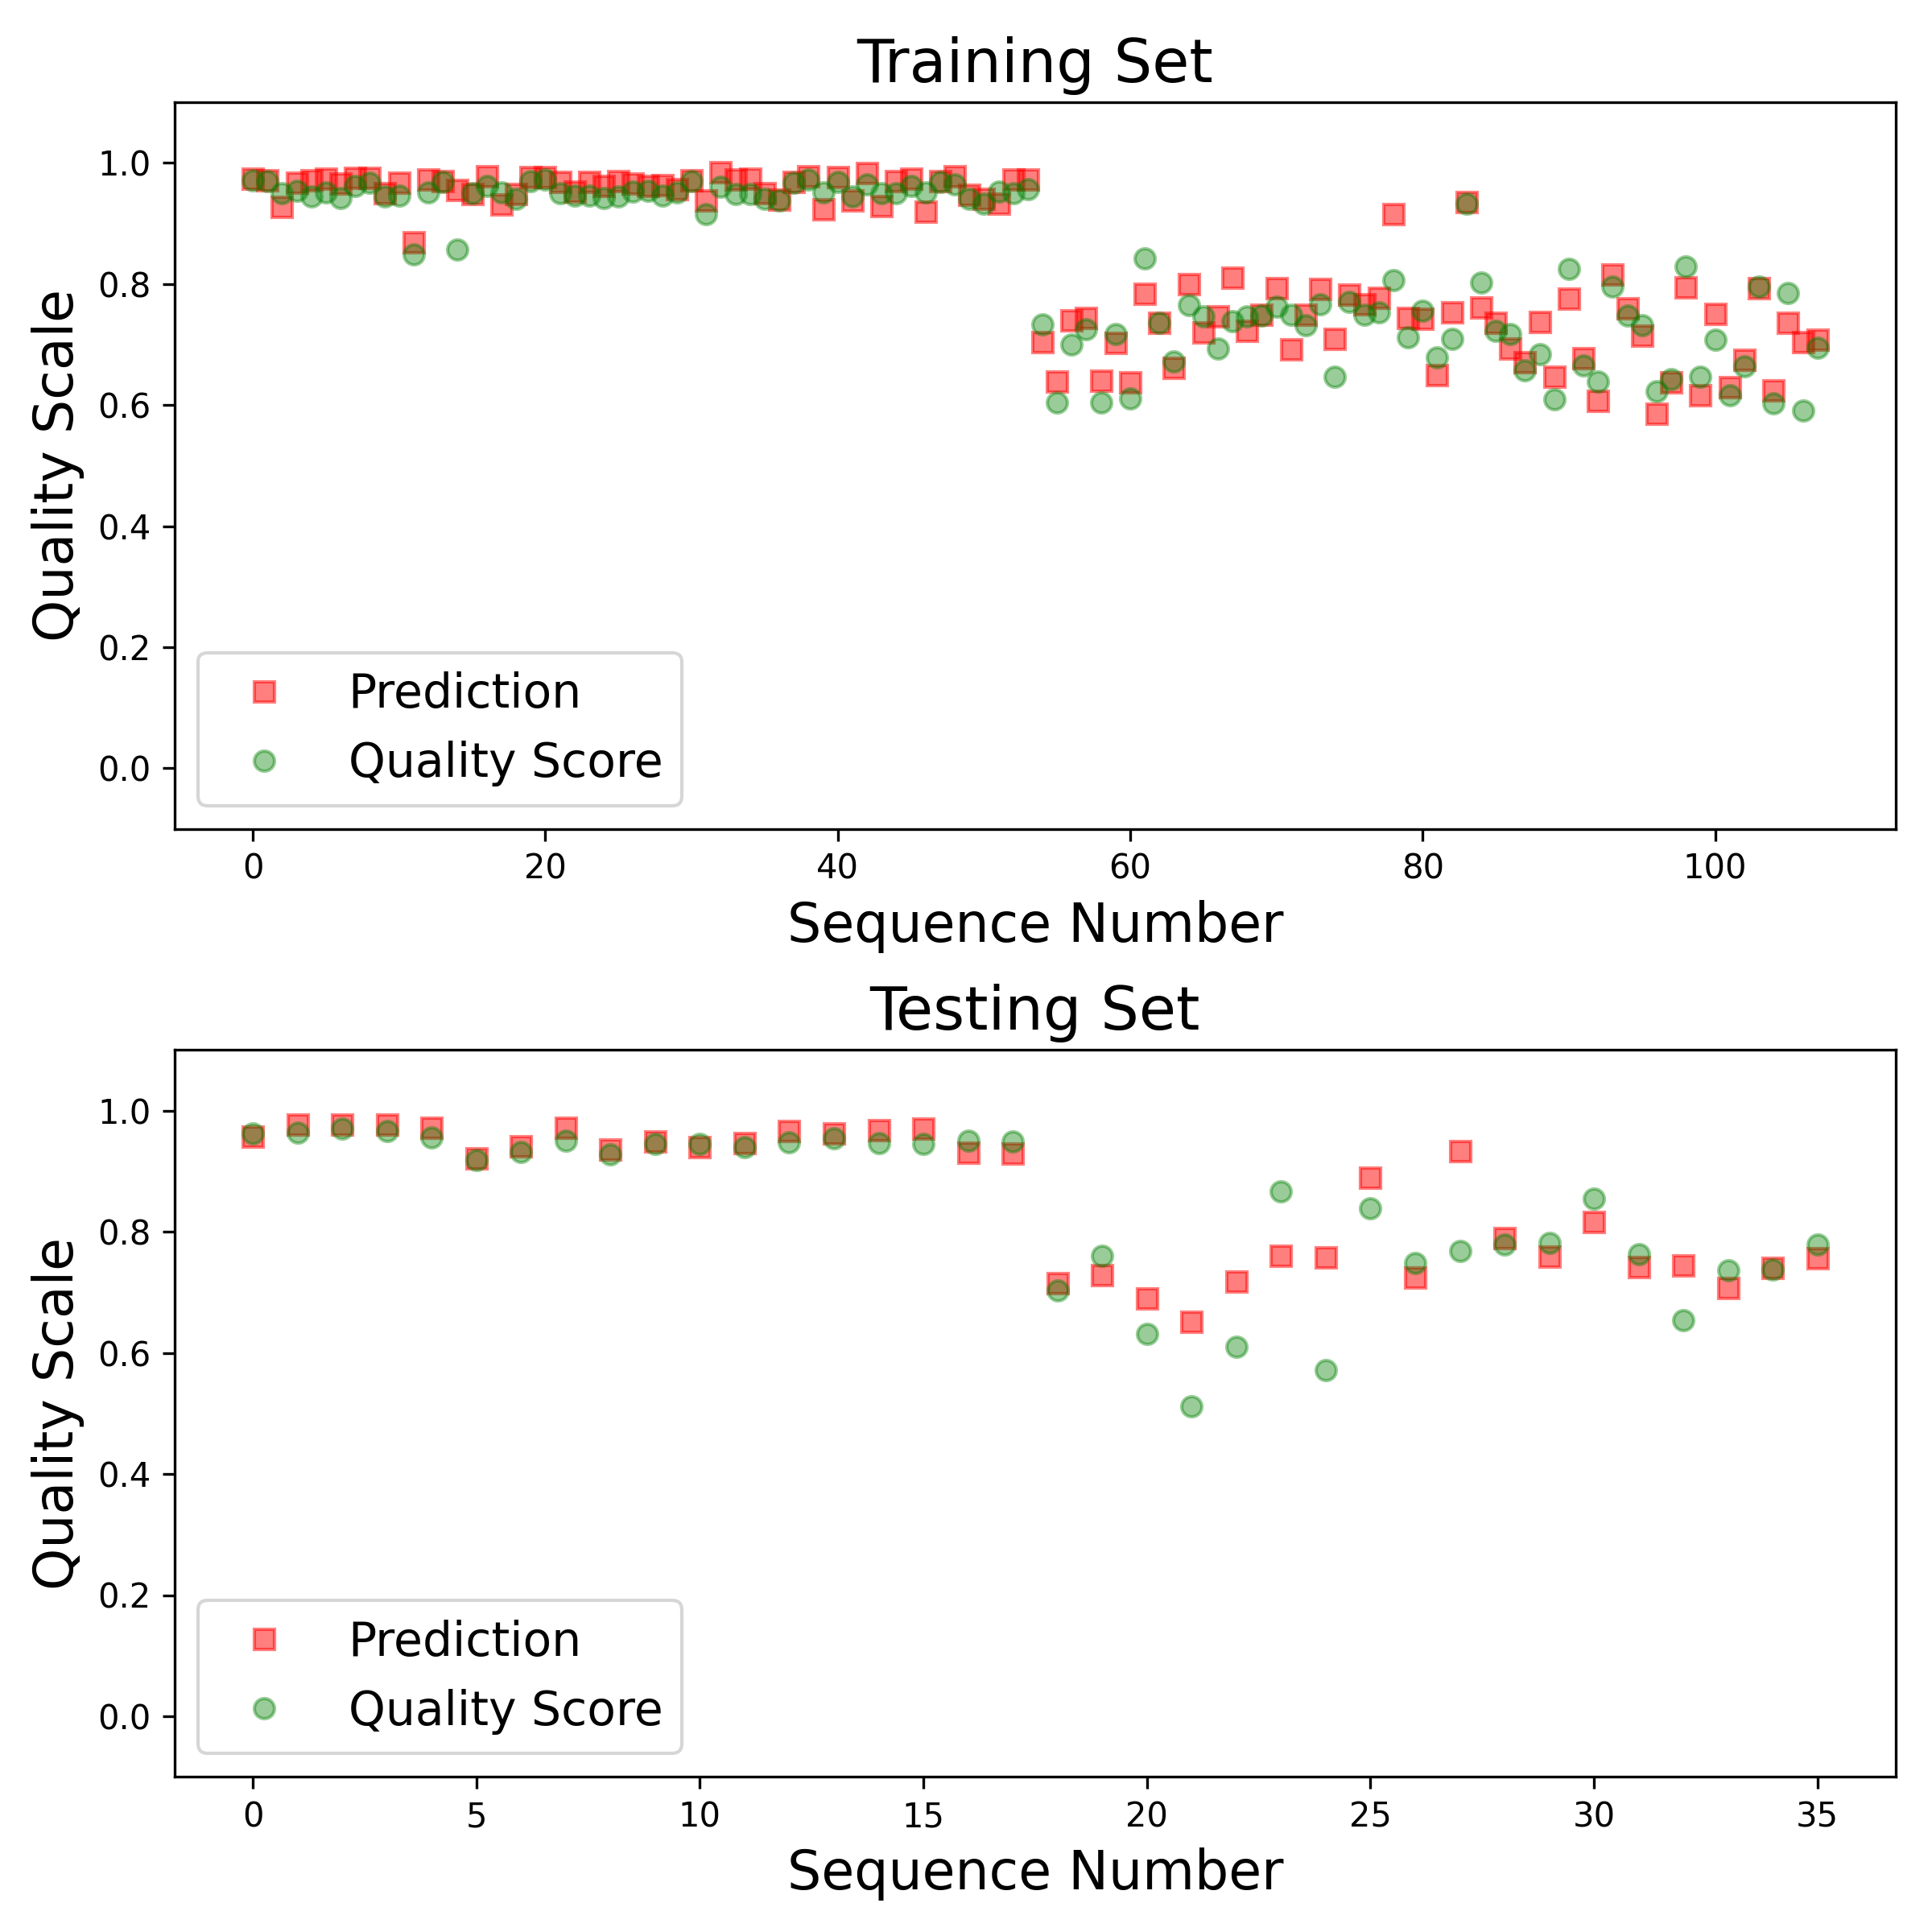 Training Set
Quality Scale
1.0
0.8
0.6
0.4
0.2
0.0
Prediction
Quality Score
0 20 40 60 80 100
Sequence Number
Testing Set
Quality Scale
1.0
0.8
0.6
0.4
0.2
0.0
Prediction
Quality Score
0 5 10 15 20 25 30 35
Sequence Number